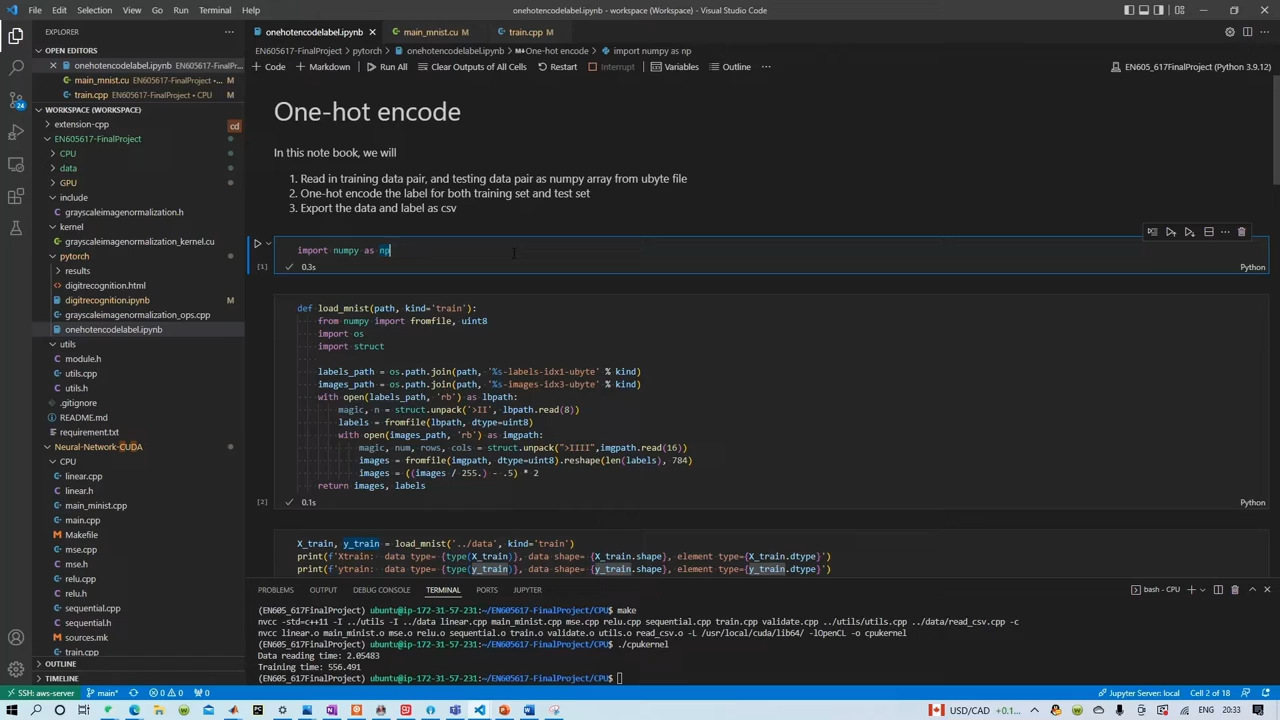 File Edit Selection View Go Run Terminal Help
onehotencodelabel.ipynb - workspace (Workspace) - Visual Studio Code
EXPLORER
OPEN EDITORS
onehotencodelabel.ipynb EN605617-FinalPr...
main_mnist.cu EN605617-FinalProject • ... M
train.cpp EN605617-FinalProject • CPU M
WORKSPACE (WORKSPACE)
extension-cpp
cd
EN605617-FinalProject
CPU
data
GPU
include
grayscaleimagenormalization.h
kernel
grayscaleimagenormalization_kernel.cu
pytorch
results
digitrecognition.html
digitrecognition.ipynb M
grayscaleimagenormalization_ops.cpp
onehotencodelabel.ipynb
utils
module.h
utils.cpp
utils.h
.gitignore
README.md
requirement.txt
Neural-Network-CUDA
CPU
linear.cpp
linear.h
main_minist.cpp
main.cpp
Makefile
mse.cpp
mse.h
relu.cpp
relu.h
sequential.cpp
sequential.h
sources.mk
train.cpp
OUTLINE
TIMELINE
24
onehotencodelabel.ipynb main_mnist.cu M train.cpp M
EN605617-FinalProject > pytorch > onehotencodelabel.ipynb > One-hot encode > import numpy as np
+ Code + Markdown Run All Clear Outputs of All Cells Restart Interrupt Variables Outline ...
EN605_617FinalProject (Python 3.9.12)
One-hot encode
In this note book, we will
1. Read in training data pair, and testing data pair as numpy array from ubyte file
2. One-hot encode the label for both training set and test set
3. Export the data and label as csv
import numpy as np
[1] 0.3s Python
def load_mnist(path, kind='train'):
from numpy import fromfile, uint8
import os
import struct
labels_path = os.path.join(path, '%s-labels-idx1-ubyte' % kind)
images_path = os.path.join(path, '%s-images-idx3-ubyte' % kind)
with open(labels_path, 'rb') as lbpath:
magic, n = struct.unpack('>II', lbpath.read(8))
labels = fromfile(lbpath, dtype=uint8)
with open(images_path, 'rb') as imgpath:
magic, num, rows, cols = struct.unpack(">IIII",imgpath.read(16))
images = fromfile(imgpath, dtype=uint8).reshape(len(labels), 784)
images = ((images / 255.) - .5) * 2
return images, labels
[2] 0.1s Python
X_train, y_train = load_mnist('../data', kind='train')
print(f'Xtrain: data type= {type(X_train)}, data shape= {X_train.shape}, element type={X_train.dtype}')
print(f'ytrain: data type= {type(y_train)}, data shape= {y_train.shape}, element type={y_train.dtype}')
PROBLEMS OUTPUT DEBUG CONSOLE TERMINAL PORTS JUPYTER
bash - CPU
(EN605_617FinalProject) ubuntu@ip-172-31-57-231:~/EN605617-FinalProject/CPU$ make
nvcc -std=c++11 -I ../utils -I ../data linear.cpp main_minist.cpp mse.cpp relu.cpp sequential.cpp train.cpp validate.cpp ../utils/utils.cpp ../data/read_csv.cpp -c
nvcc linear.o main_minist.o mse.o relu.o sequential.o train.o validate.o utils.o read_csv.o -L /usr/local/cuda/lib64/ -lOpenCL -o cpukernel
(EN605_617FinalProject) ubuntu@ip-172-31-57-231:~/EN605617-FinalProject/CPU$ ./cpukernel
Data reading time: 2.05483
Training time: 556.491
(EN605_617FinalProject) ubuntu@ip-172-31-57-231:~/EN605617-FinalProject/CPU$
SSH: aws-server main* 0 0 0
Jupyter Server: local Cell 2 of 18
USD/CAD +0.1... 20:33